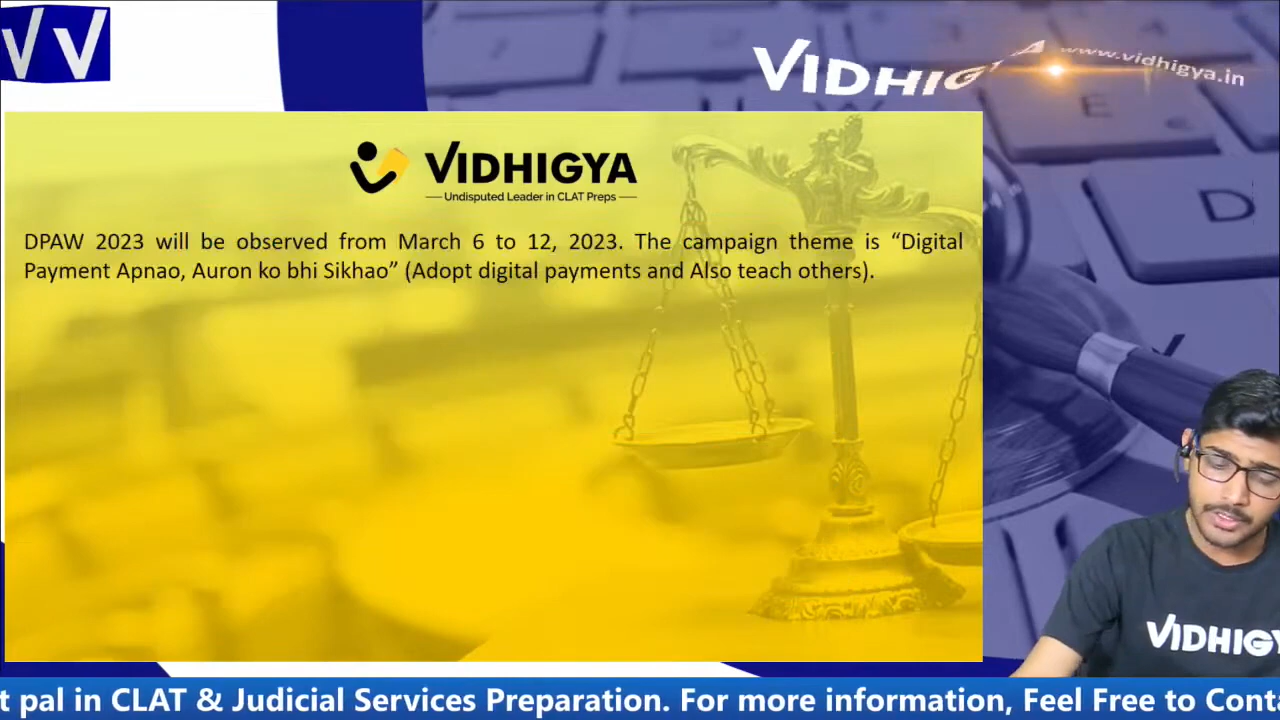 VV
VIDHIG A www.vidhigya.in
VIDHIGYA
Undisputed Leader in CLAT Preps
DPAW 2023 will be observed from March 6 to 12, 2023. The campaign theme is “Digital
Payment Apnao, Auron ko bhi Sikhao” (Adopt digital payments and Also teach others).
E
D
VIDHIGY
t pal in CLAT & Judicial Services Preparation. For more information, Feel Free to Conta